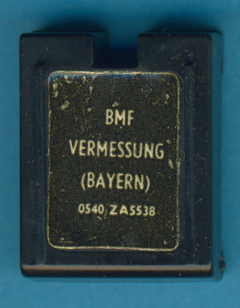 BMF
VERMESSUNG
(BAYERN)
0540 ZA5538